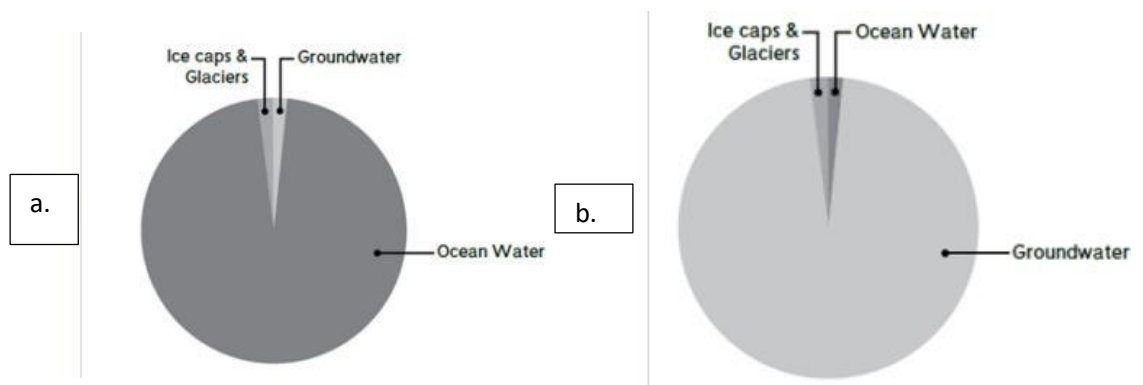 a.
Ice caps &
Glaciers
Groundwater
Ocean Water
b.
Ice caps &
Glaciers
Ocean Water
Groundwater